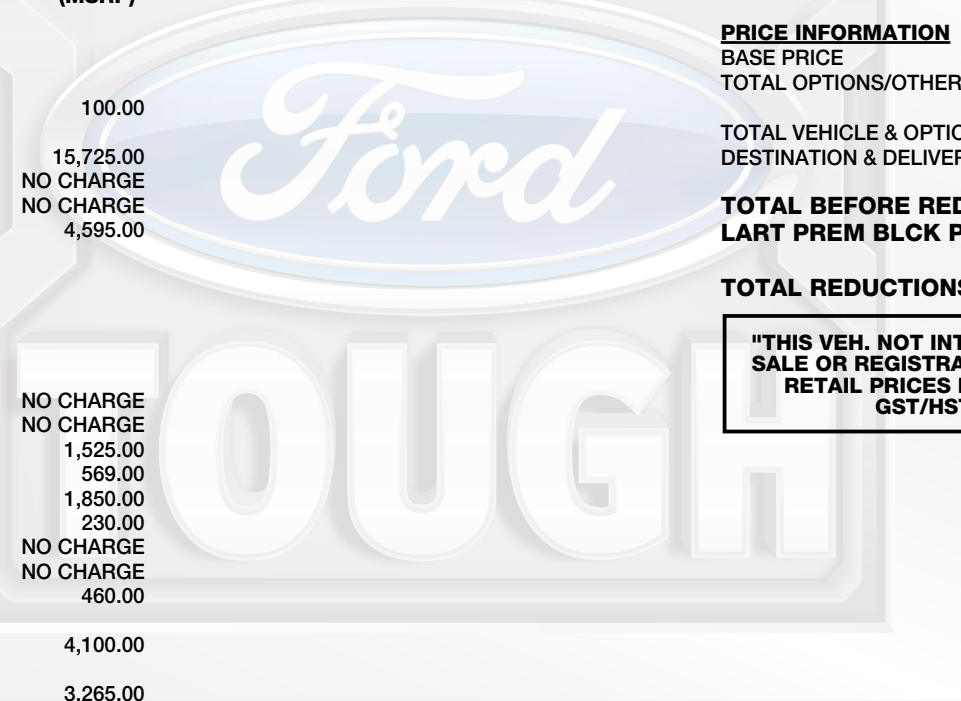 (MSRP)
100.00
15,725.00
NO CHARGE
NO CHARGE
4,595.00
NO CHARGE
NO CHARGE
1,525.00
569.00
1,850.00
230.00
NO CHARGE
NO CHARGE
460.00
4,100.00
3,265.00
Ford
TOUGH
PRICE INFORMATION
BASE PRICE
TOTAL OPTIONS/OTHER
TOTAL VEHICLE & OPTIO
DESTINATION & DELIVER
TOTAL BEFORE RED
LART PREM BLCK P
TOTAL REDUCTIONS
"THIS VEH. NOT INT
SALE OR REGISTRA
RETAIL PRICES
GST/HST